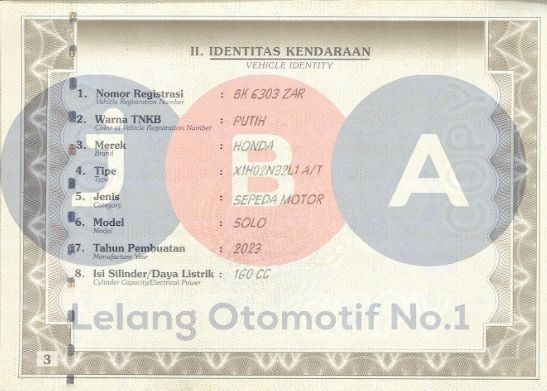 II. IDENTITAS KENDARAAN
VEHICLE IDENTITY
1. Nomor Registrasi : BK 6303 ZAR
Vehicle Registration Number
2. Warna TNKB : PUTIH
Color of Vehicle Registration Number
3. Merek : HONDA
Brand
4. Tipe : X1H02N32L1 A/T
Type
5. Jenis : SEPEDA MOTOR
Category
6. Model : SOLO
Model
7. Tahun Pembuatan : 2023
Manufacture Year
8. Isi Silinder/Daya Listrik : 160 CC
Cylinder Capacity/Electrical Power
JBA
Lelang Otomotif No.1
3
COPY